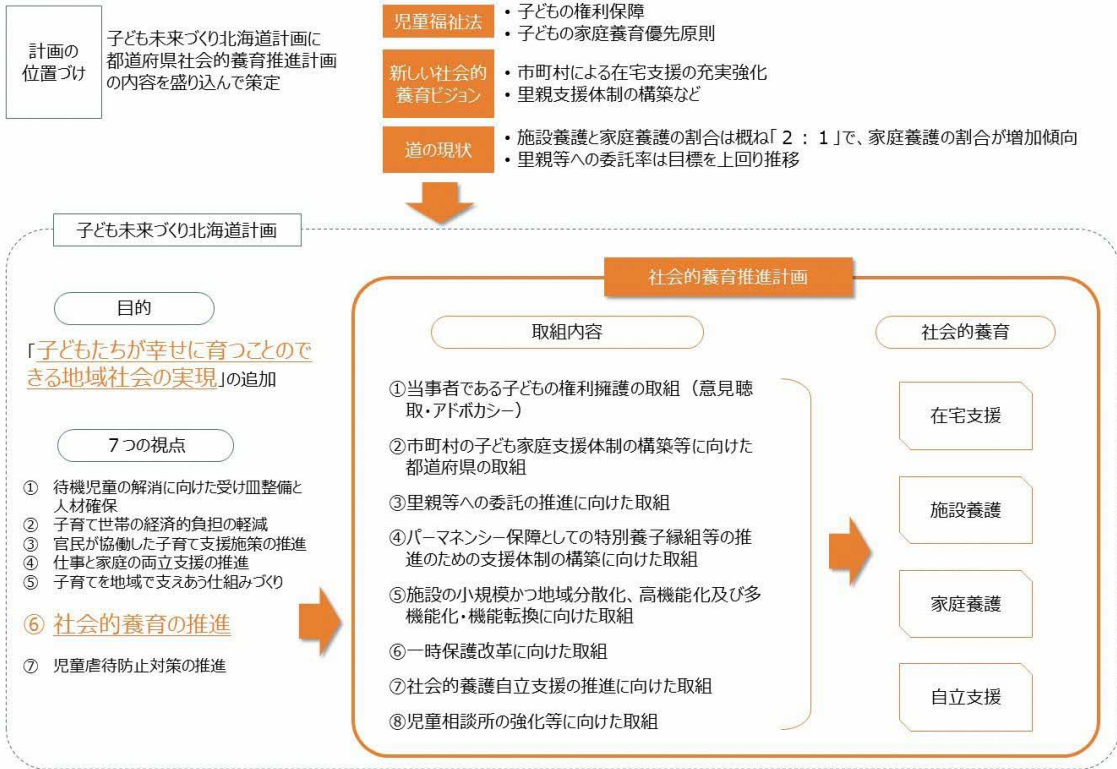 計画の
位置づけ
子ども未来づくり北海道計画に
都道府県社会的養育推進計画
の内容を盛り込んで策定
児童福祉法
・子どもの権利保障
・子どもの家庭養育優先原則
新しい社会的
養育ビジョン
・市町村による在宅支援の充実強化
・里親支援体制の構築など
道の現状
・施設養護と家庭養護の割合は概ね「2：1」で、家庭養護の割合が増加傾向
・里親等への委託率は目標を上回り推移
子ども未来づくり北海道計画
目的
「子どもたちが幸せに育つことので
きる地域社会の実現」の追加
7つの視点
① 待機児童の解消に向けた受け皿整備と
人材確保
② 子育て世帯の経済的負担の軽減
③ 官民が協働した子育て支援施策の推進
④ 仕事と家庭の両立支援の推進
⑤ 子育てを地域で支えあう仕組みづくり
⑥ 社会的養育の推進
⑦ 児童虐待防止対策の推進
社会的養育推進計画
取組内容
①当事者である子どもの権利擁護の取組（意見聴
取・アドボカシー）
②市町村の子ども家庭支援体制の構築等に向けた
都道府県の取組
③里親等への委託の推進に向けた取組
④パーマネンシー保障としての特別養子縁組等の推
進のための支援体制の構築に向けた取組
⑤施設の小規模かつ地域分散化、高機能化及び多
機能化・機能転換に向けた取組
⑥一時保護改革に向けた取組
⑦社会的養護自立支援の推進に向けた取組
⑧児童相談所の強化等に向けた取組
社会的養育
在宅支援
施設養護
家庭養護
自立支援